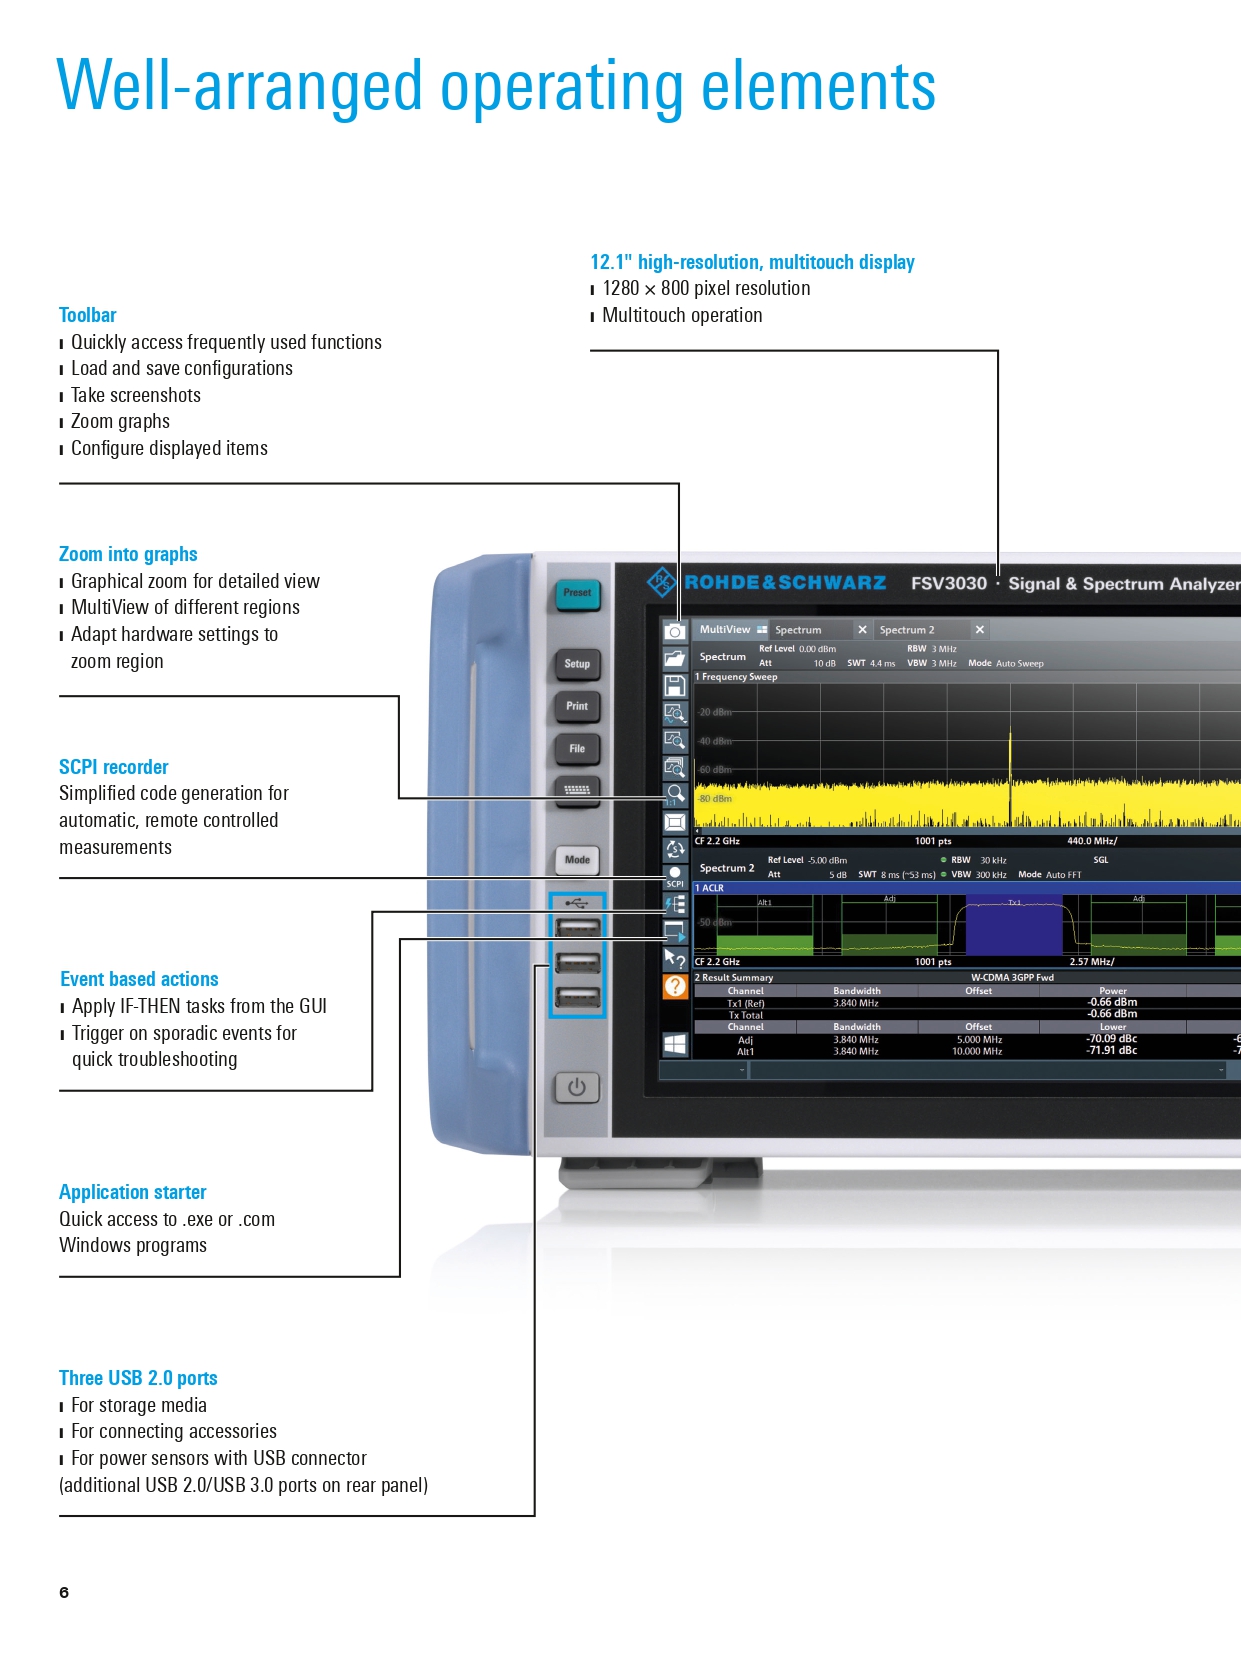 Well-arranged operating elements
12.1" high-resolution, multitouch display
ı 1280 × 800 pixel resolution
ı Multitouch operation
Toolbar
ı Quickly access frequently used functions
ı Load and save configurations
ı Take screenshots
ı Zoom graphs
ı Configure displayed items
Zoom into graphs
ı Graphical zoom for detailed view
ı MultiView of different regions
ı Adapt hardware settings to
zoom region
SCPI recorder
Simplified code generation for
automatic, remote controlled
measurements
Event based actions
ı Apply IF-THEN tasks from the GUI
ı Trigger on sporadic events for
quick troubleshooting
Application starter
Quick access to .exe or .com
Windows programs
Three USB 2.0 ports
ı For storage media
ı For connecting accessories
ı For power sensors with USB connector
(additional USB 2.0/USB 3.0 ports on rear panel)
Preset
Setup
Print
File
Mode
R S ROHDE & SCHWARZ FSV3030 · Signal & Spectrum Analyzer
MultiView Spectrum × Spectrum 2 ×
Spectrum Ref Level 0.00 dBm RBW 3 MHz
Att 10 dB SWT 4.4 ms VBW 3 MHz Mode Auto Sweep
1 Frequency Sweep
-20 dBm
-40 dBm
-60 dBm
-80 dBm
1:1
CF 2.2 GHz 1001 pts 440.0 MHz/
SCPI
Spectrum 2 Ref Level -5.00 dBm RBW 30 kHz SGL
Att 5 dB SWT 8 ms (~53 ms) VBW 300 kHz Mode Auto FFT
1 ACLR
Alt1 Adj Tx1 Adj
-50 dBm
CF 2.2 GHz 1001 pts 2.57 MHz/
2 Result Summary W-CDMA 3GPP Fwd
Channel Bandwidth Offset Power
Tx1 (Ref) 3.840 MHz -0.66 dBm
Tx Total -0.66 dBm
Channel Bandwidth Offset Lower
Adj 3.840 MHz 5.000 MHz -70.09 dBc
Alt1 3.840 MHz 10.000 MHz -71.91 dBc
6